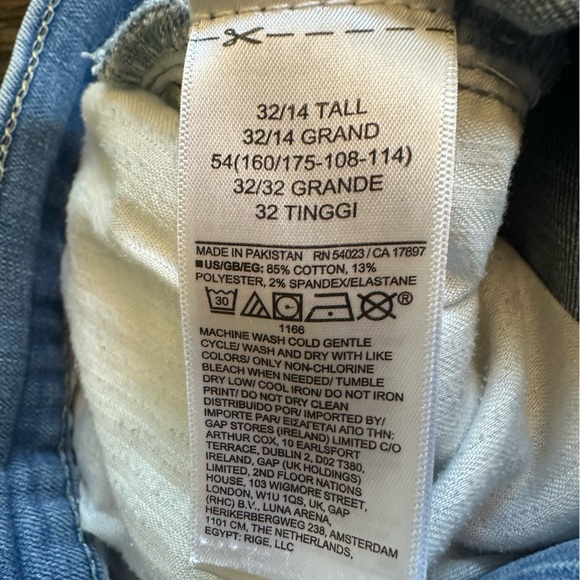 32/14 TALL
32/14 GRAND
54(160/175-108-114)
32/32 GRANDE
32 TINGGI
MADE IN PAKISTAN RN 54023 / CA 17897
■US/GB/EG: 85% COTTON, 13%
POLYESTER, 2% SPANDEX/ELASTANE
30 ®
1166
MACHINE WASH COLD GENTLE
CYCLE/ WASH AND DRY WITH LIKE
COLORS/ ONLY NON-CHLORINE
BLEACH WHEN NEEDED/ TUMBLE
DRY LOW/ COOL IRON/ DO NOT IRON
PRINT/ DO NOT DRY CLEAN
DISTRIBUIDO POR/ IMPORTED BY/
IMPORTE PAR/ ΕΙΣΑΓΕΤΑΙ ΑΠΟ ΤΗΝ:
GAP STORES (IRELAND) LIMITED C/O
ARTHUR COX, 10 EARLSFORT
TERRACE, DUBLIN 2, D02 T380,
IRELAND, GAP (UK HOLDINGS)
LIMITED, 2ND FLOOR NATIONS
HOUSE, 103 WIGMORE STREET,
LONDON, W1U 1QS, UK, GAP
(RHC) B.V., LUNA ARENA,
HERIKERBERGWEG 238, AMSTERDAM
1101 CM, THE NETHERLANDS,
EGYPT: RIGE, LLC